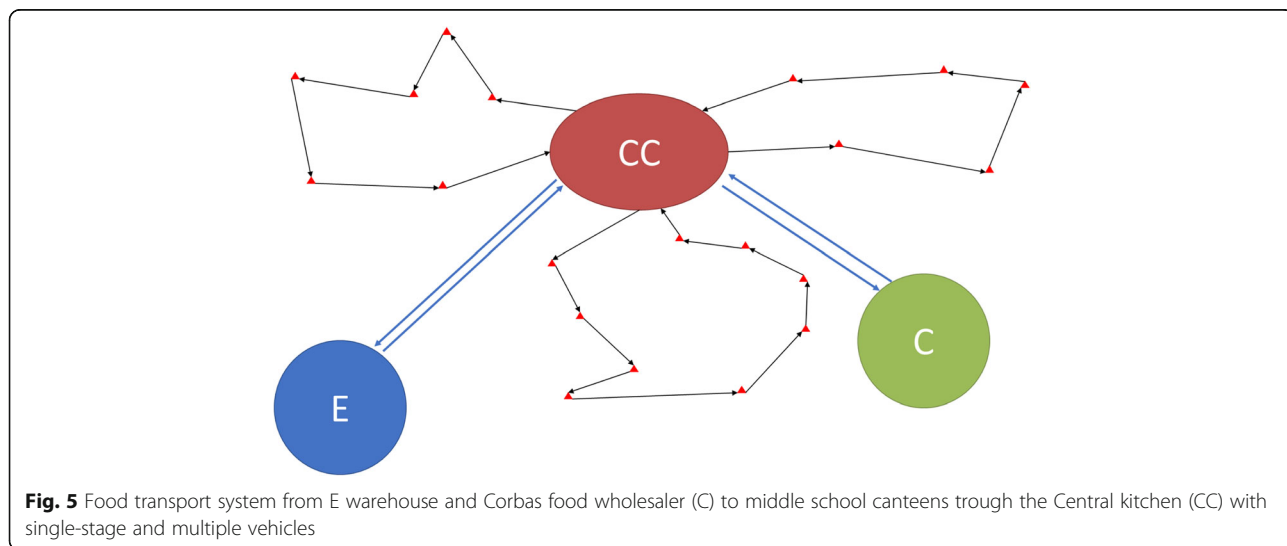 CC
C
E
Fig. 5 Food transport system from E warehouse and Corbas food wholesaler (C) to middle school canteens trough the Central kitchen (CC) with
single-stage and multiple vehicles